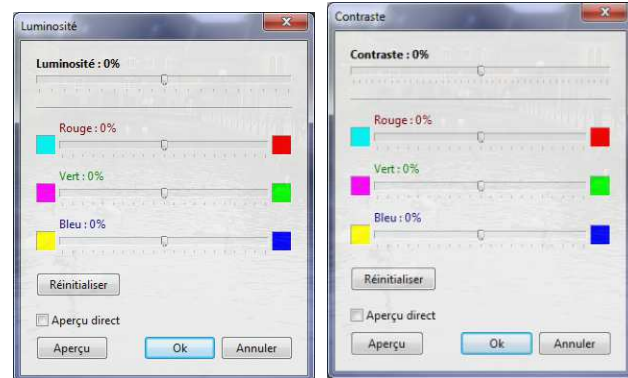 Luminosité
Luminosité : 0%
Rouge : 0%
Vert : 0%
Bleu : 0%
Réinitialiser
Aperçu direct
Aperçu Ok Annuler
Contraste
Contraste : 0%
Rouge : 0%
Vert : 0%
Bleu : 0%
Réinitialiser
Aperçu direct
Aperçu Ok Annuler